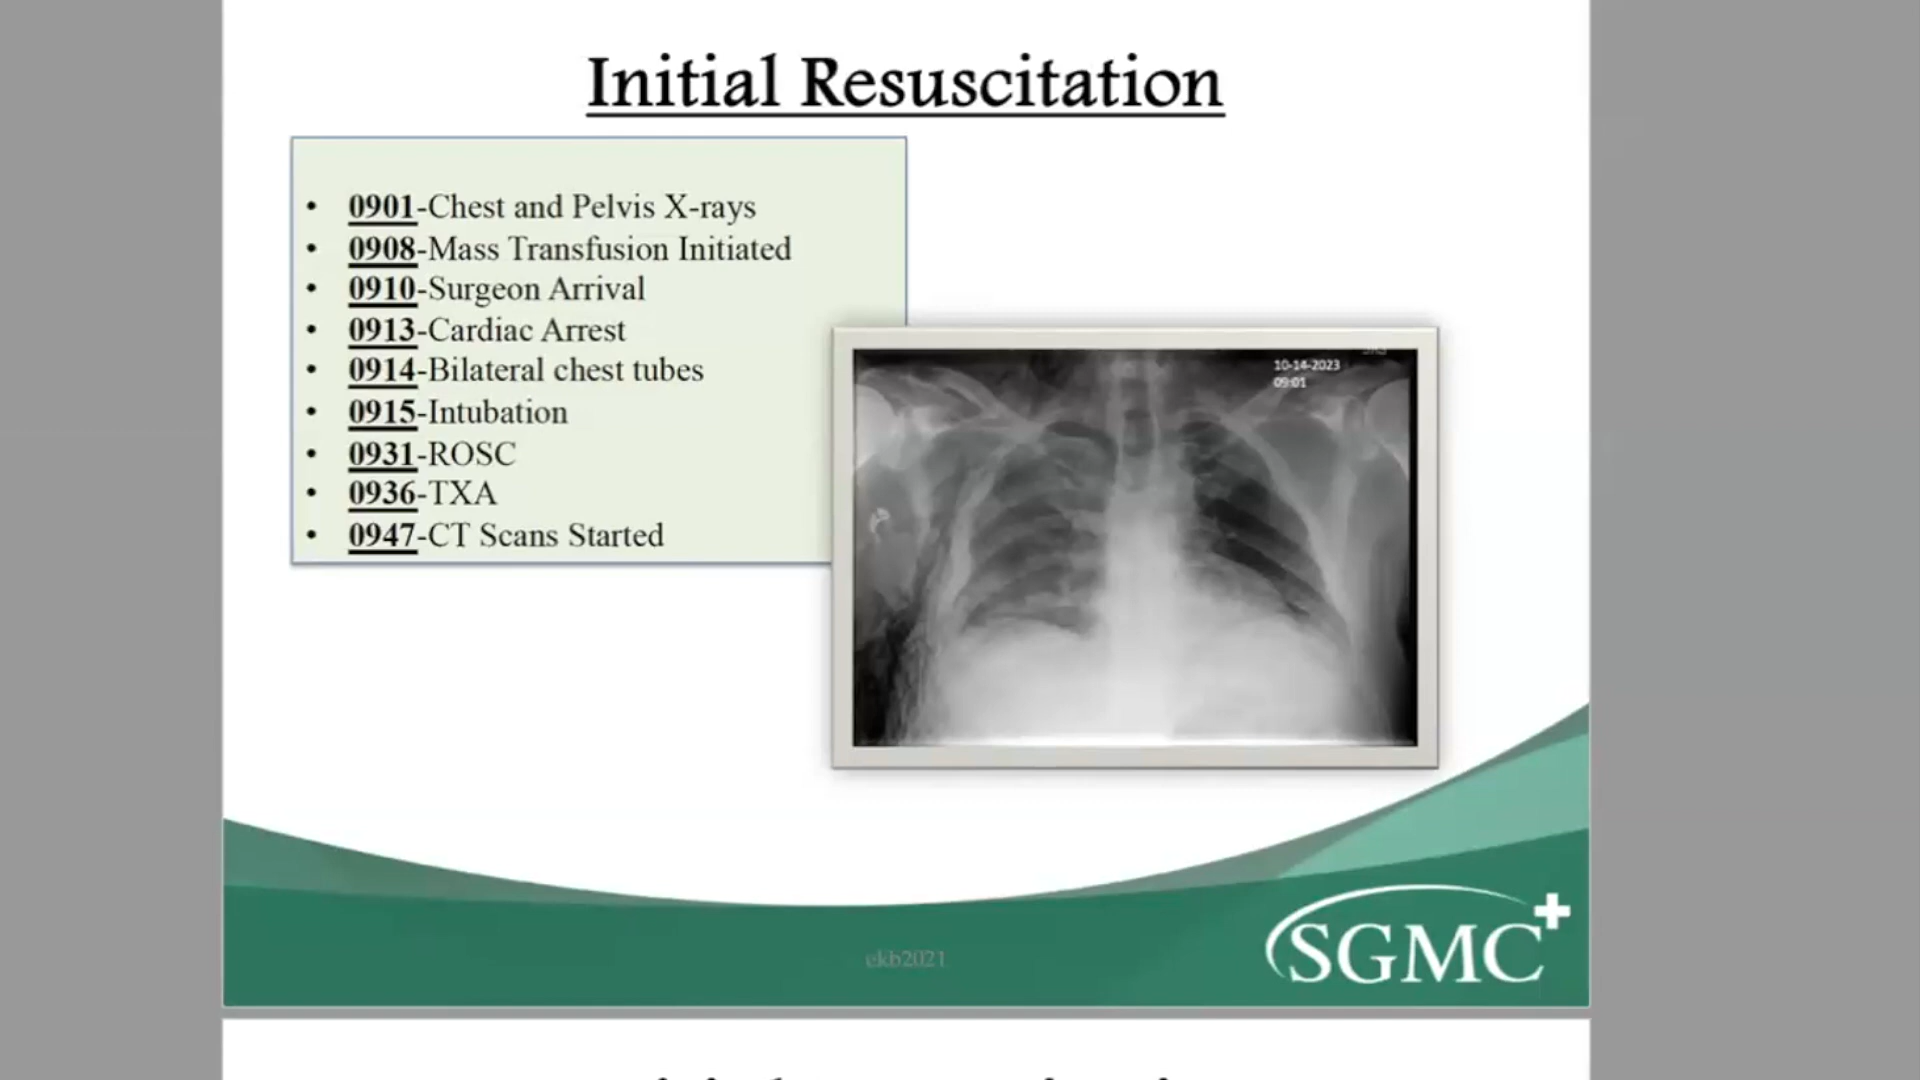 Initial Resuscitation
• 0901-Chest and Pelvis X-rays
• 0908-Mass Transfusion Initiated
• 0910-Surgeon Arrival
• 0913-Cardiac Arrest
• 0914-Bilateral chest tubes
• 0915-Intubation
• 0931-ROSC
• 0936-TXA
• 0947-CT Scans Started
10-14-2023
09:01
ekb2021
SGMC